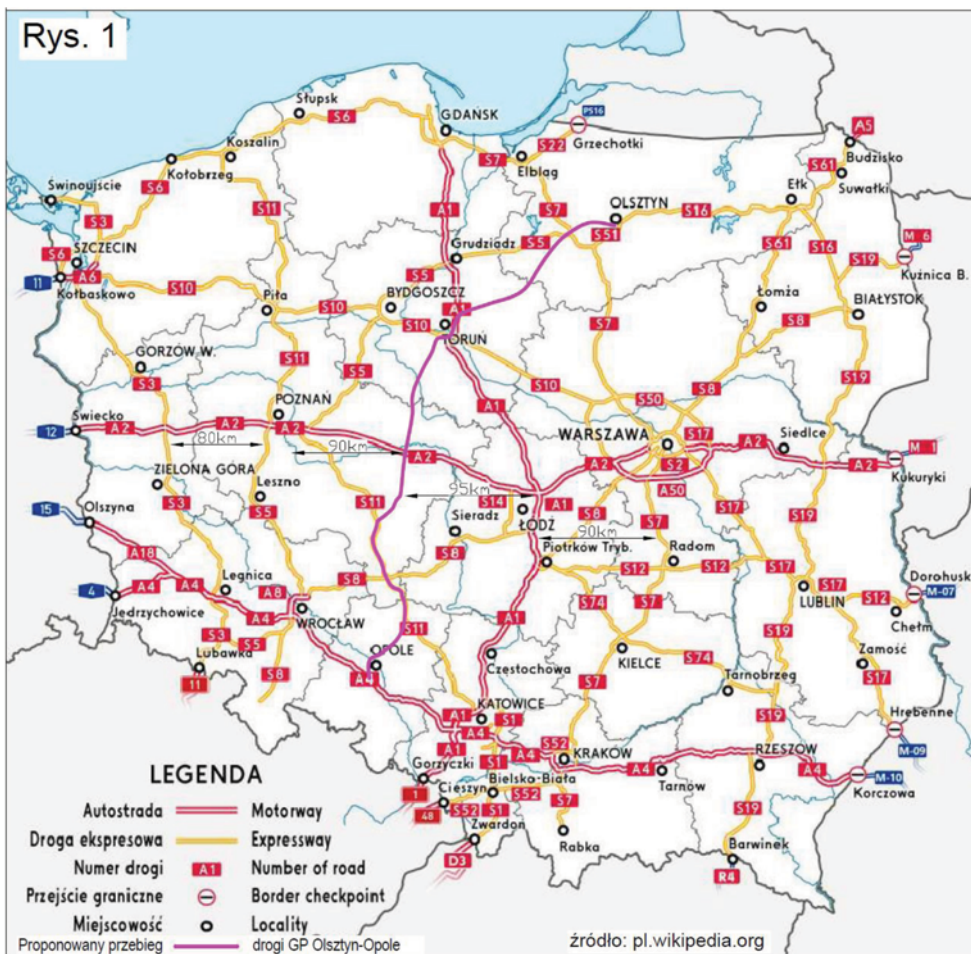 Rys. 1
Słupsk
S6
GDAŃSK
PS16
S22
Grzechotki
A5
Budzisko
Koszalin
Kołobrzeg
S6
S7
Elbląg
S61
Suwałki
Świnoujście
S6
S3
S11
A1
S7
OLSZTYN
S16
Ełk
S51
S6
SZCZECIN
Grudziądz
S5
S61
S16
M 6
11
A6
Kołbaskowo
S10
Piła
S10
S5
BYDGOSZCZ
A1
S10
TORUŃ
S19
Kuźnica B.
Łomża
BIAŁYSTOK
S7
S8
GORZÓW W.
S3
S11
S5
S10
S50
S8
S19
POZNAŃ
A1
Świecko
12
A2
A2
A2
WARSZAWA
S17
Siedlce
A2
M 1
80km
90km
A2
A2
S2
A2
Kukuryki
ZIELONA GÓRA
Leszno
95km
S14
A1
A50
15
Olszyna
S3
S5
S11
Sieradz
ŁÓDŹ
S8
S7
S17
S19
90km
A18
S8
Piotrków Tryb.
Radom
4
A4
A4
Legnica
A8
S8
S12
S12
S17
Dorohusk
Jędrzychowice
A4
WROCŁAW
S74
S7
LUBLIN
S17
S12
M-07
S3
S5
S11
A1
Chełm
Lubawka
S8
OPOLE
A4
Częstochowa
KIELCE
S74
S19
Zamość
11
Tarnobrzeg
S17
S7
KATOWICE
A1
S1
S19
Hrebenne
A4
S52
A1
S1
A4
KRAKÓW
RZESZÓW
M-09
Gorzyczki
Bielsko-Biała
A4
Tarnów
A4
M-10
Korczowa
1
Cieszyn
S52
48
S52
S1
S7
S19
Zwardoń
Rabka
Barwinek
D3
R4
LEGENDA
Autostrada Motorway
Droga ekspresowa Expressway
Numer drogi A1 Number of road
Przejście graniczne Border checkpoint
Miejscowość Locality
Proponowany przebieg drogi GP Olsztyn-Opole
źródło: pl.wikipedia.org